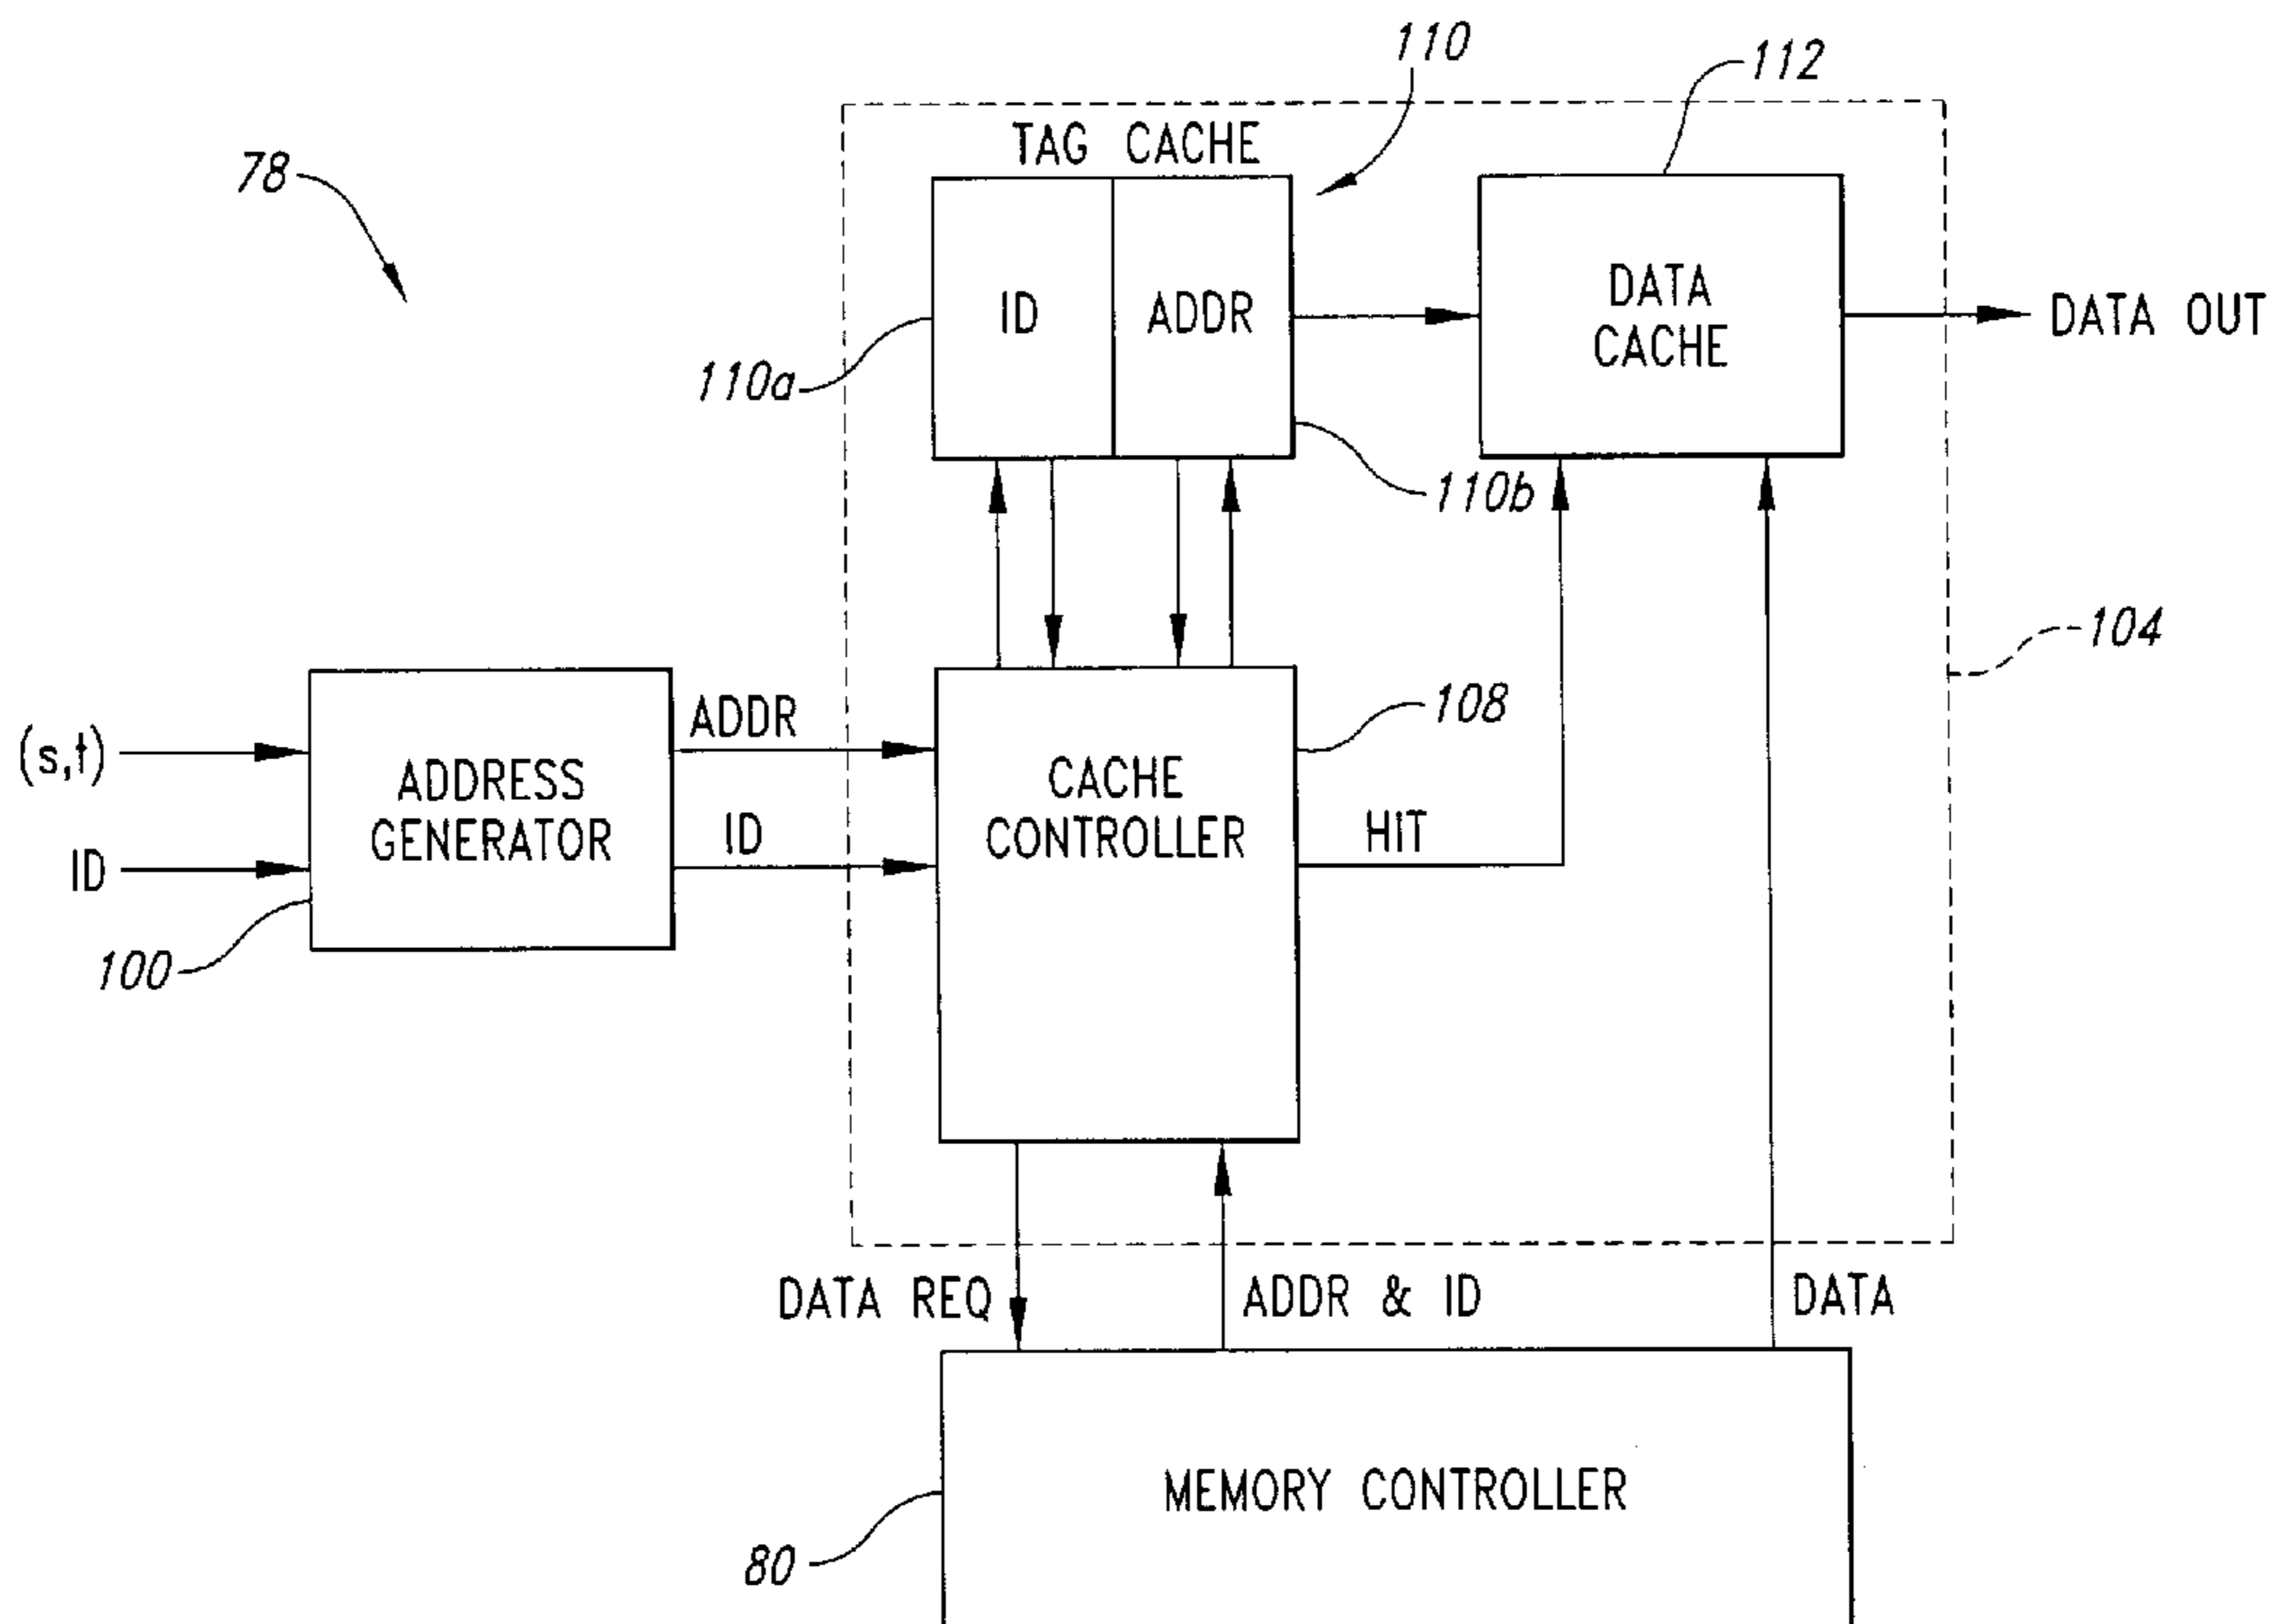 110
112
TAG CACHE
78
ID
ADDR
DATA
CACHE
DATA OUT
110a
110b
104
(s,t)
ID
ADDRESS
GENERATOR
100
ADDR
ID
CACHE
CONTROLLER
108
HIT
DATA REQ
ADDR & ID
DATA
MEMORY CONTROLLER
80